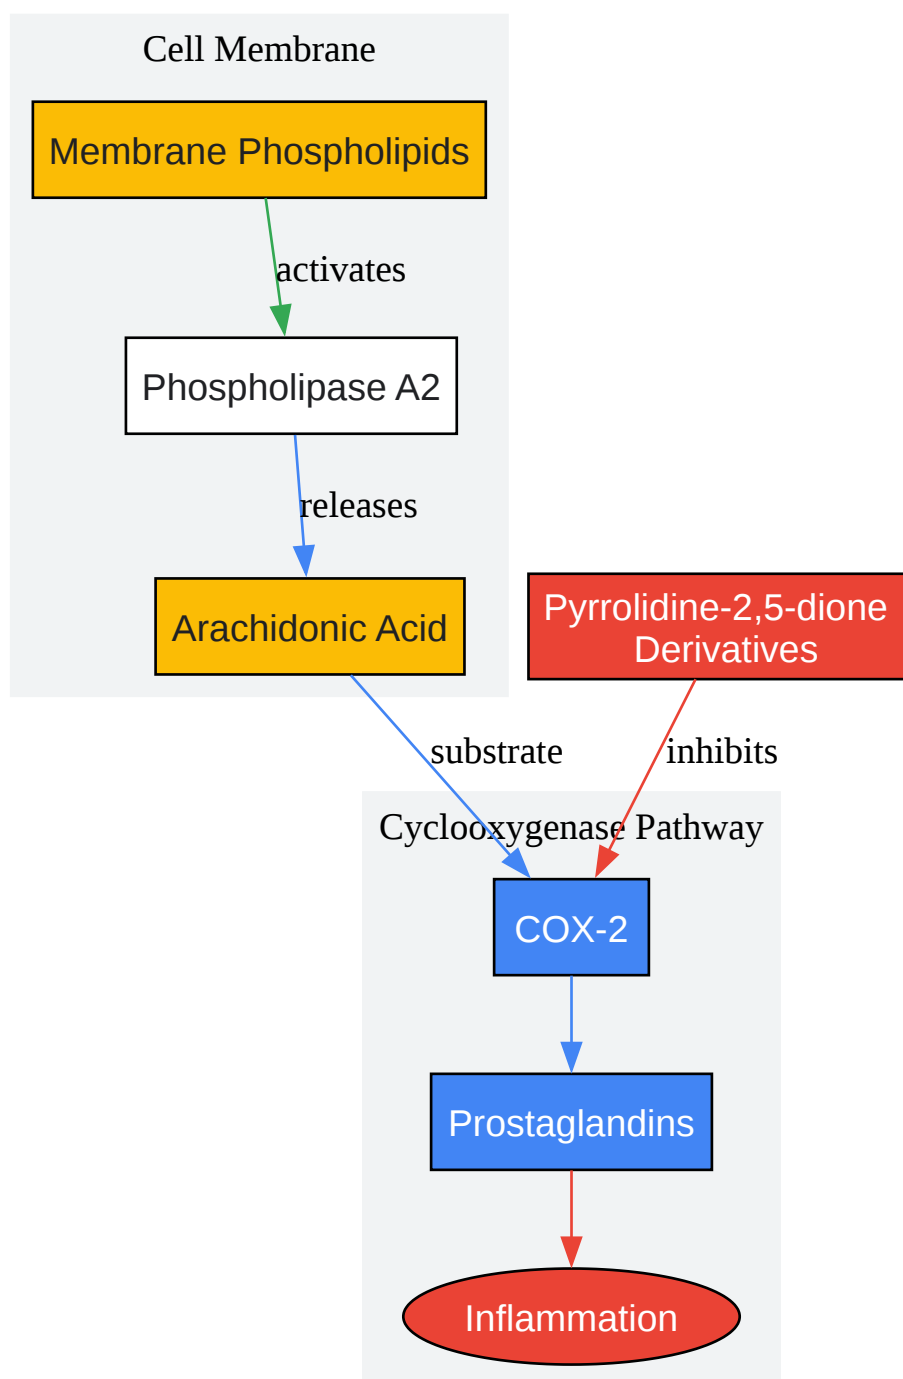 Cell Membrane
Membrane Phospholipids
activates
Phospholipase A2
releases
Arachidonic Acid
Pyrrolidine-2,5-dione
Derivatives
substrate
inhibits
Cyclooxygenase Pathway
COX-2
Prostaglandins
Inflammation